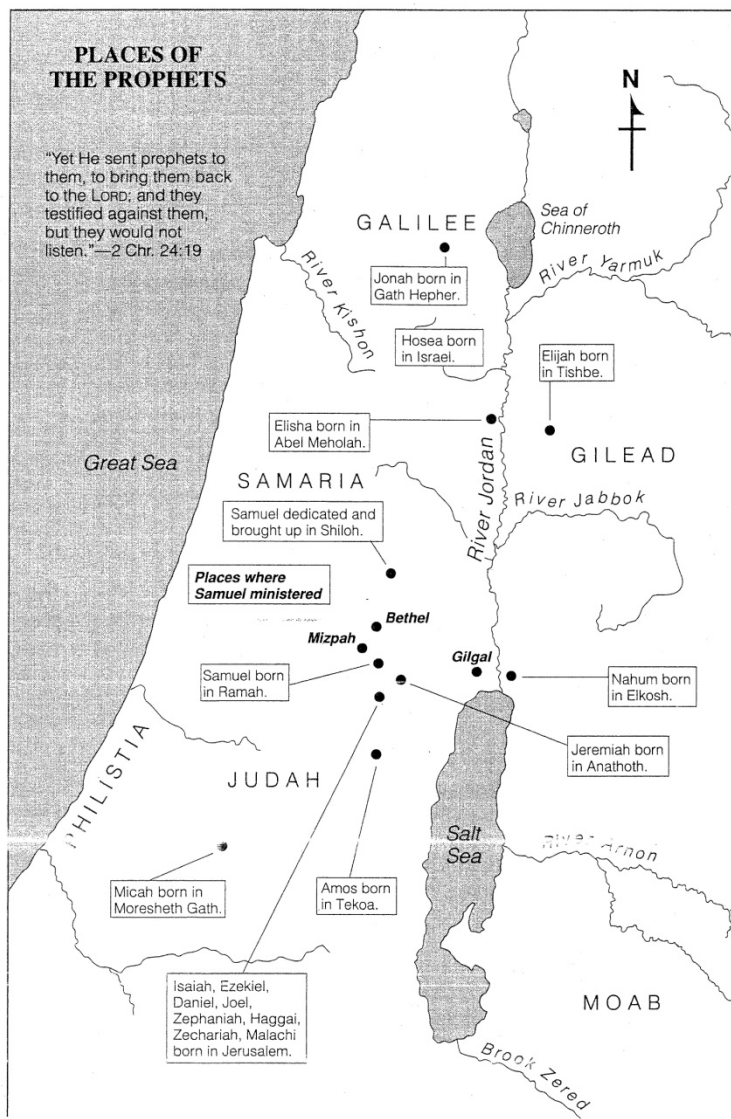 PLACES OF
THE PROPHETS
"Yet He sent prophets to
them, to bring them back
to the LORD; and they
testified against them,
but they would not
listen."—2 Chr. 24:19
N
GALILEE
Sea of
Chinneroth
River Yarmuk
Jonah born in
Gath Hepher.
River Kishon
Hosea born
in Israel.
Elijah born
in Tishbe.
Elisha born in
Abel Meholah.
Great Sea
GILEAD
SAMARIA
River Jordan
River Jabbok
Samuel dedicated and
brought up in Shiloh.
Places where
Samuel ministered
Bethel
Mizpah
Gilgal
Samuel born
in Ramah.
Nahum born
in Elkosh.
Jeremiah born
in Anathoth.
PHILISTIA
JUDAH
Salt
Sea
River Arnon
Micah born in
Moresheth Gath.
Amos born
in Tekoa.
Isaiah, Ezekiel,
Daniel, Joel,
Zephaniah, Haggai,
Zechariah, Malachi
born in Jerusalem.
MOAB
Brook Zered